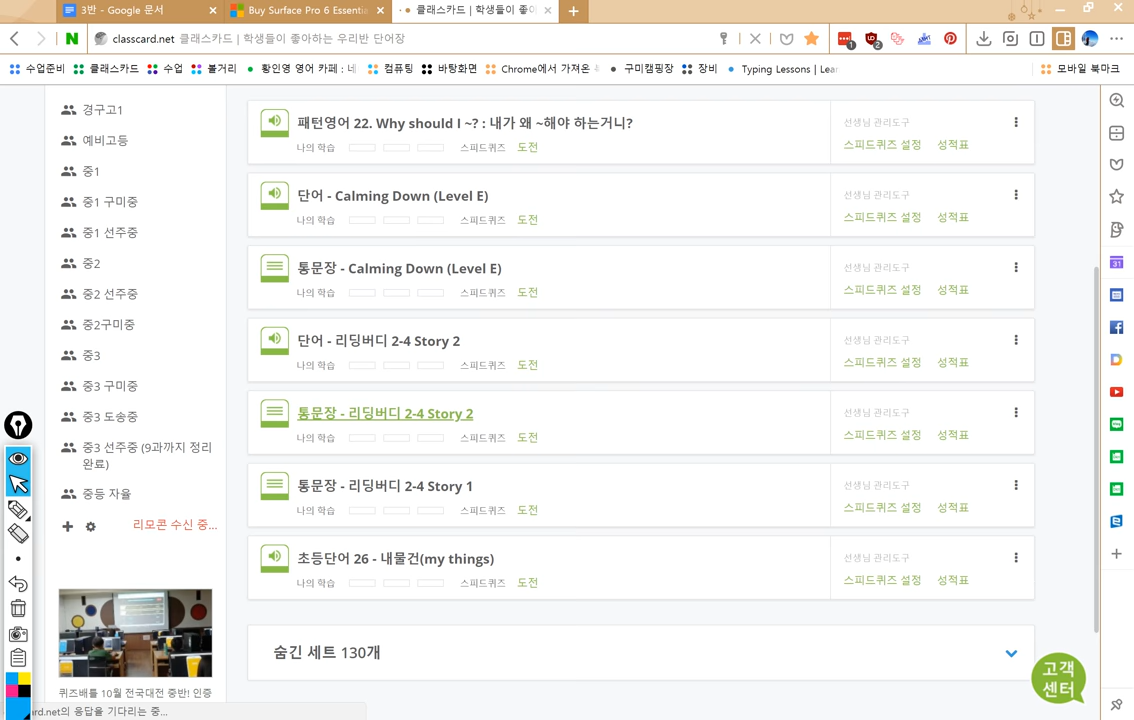 3반 - Google 문서
Buy Surface Pro 6 Essentia
클래스카드 | 학생들이 좋아
classcard.net 클래스카드 | 학생들이 좋아하는 우리반 단어장
수업준비
클래스카드
수업
볼거리
황인영 영어 카페 : 네
컴퓨팅
바탕화면
Chrome에서 가져온
구미캠핑장
장비
Typing Lessons | Lear
모바일 북마크
경구고1
예비고등
중1
중1 구미중
중1 선주중
중2
중2 선주중
중2구미중
중3
중3 구미중
중3 도송중
중3 선주중 (9과까지 정리
완료)
중등 자율
리모콘 수신 중...
퀴즈배틀 10월 전국대전 중반! 인증
card.net의 응답을 기다리는 중...
패턴영어 22. Why should I ~? : 내가 왜 ~해야 하는거니?
나의 학습 스피드퀴즈 도전
선생님 관리도구
스피드퀴즈 설정 성적표
단어 - Calming Down (Level E)
나의 학습 스피드퀴즈 도전
선생님 관리도구
스피드퀴즈 설정 성적표
통문장 - Calming Down (Level E)
나의 학습 스피드퀴즈 도전
선생님 관리도구
스피드퀴즈 설정 성적표
단어 - 리딩버디 2-4 Story 2
나의 학습 스피드퀴즈 도전
선생님 관리도구
스피드퀴즈 설정 성적표
통문장 - 리딩버디 2-4 Story 2
나의 학습 스피드퀴즈 도전
선생님 관리도구
스피드퀴즈 설정 성적표
통문장 - 리딩버디 2-4 Story 1
나의 학습 스피드퀴즈 도전
선생님 관리도구
스피드퀴즈 설정 성적표
초등단어 26 - 내물건(my things)
나의 학습 스피드퀴즈 도전
선생님 관리도구
스피드퀴즈 설정 성적표
숨긴 세트 130개
고객
센터